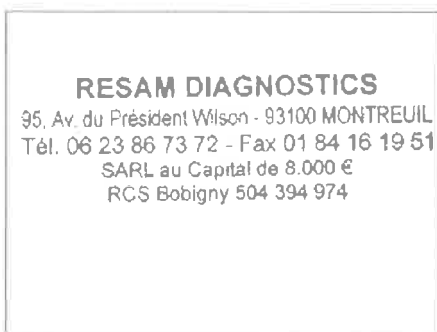 RESAM DIAGNOSTICS
95, Av. du Président Wilson - 93100 MONTREUIL
Tél. 06 23 86 73 72 - Fax 01 84 16 19 51
SARL au Capital de 8.000 €
RCS Bobigny 504 394 974